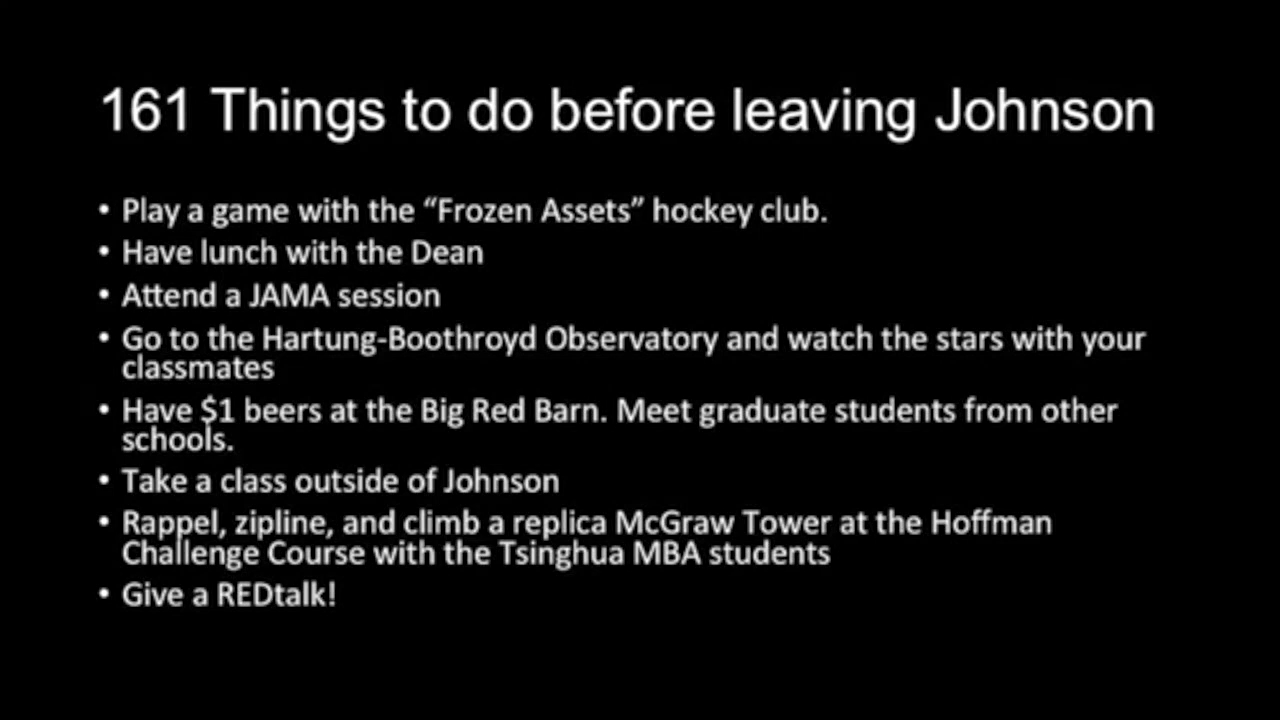 161 Things to do before leaving Johnson
• Play a game with the “Frozen Assets” hockey club.
• Have lunch with the Dean
• Attend a JAMA session
• Go to the Hartung-Boothroyd Observatory and watch the stars with your
classmates
• Have $1 beers at the Big Red Barn. Meet graduate students from other
schools.
• Take a class outside of Johnson
• Rappel, zipline, and climb a replica McGraw Tower at the Hoffman
Challenge Course with the Tsinghua MBA students
• Give a REDtalk!